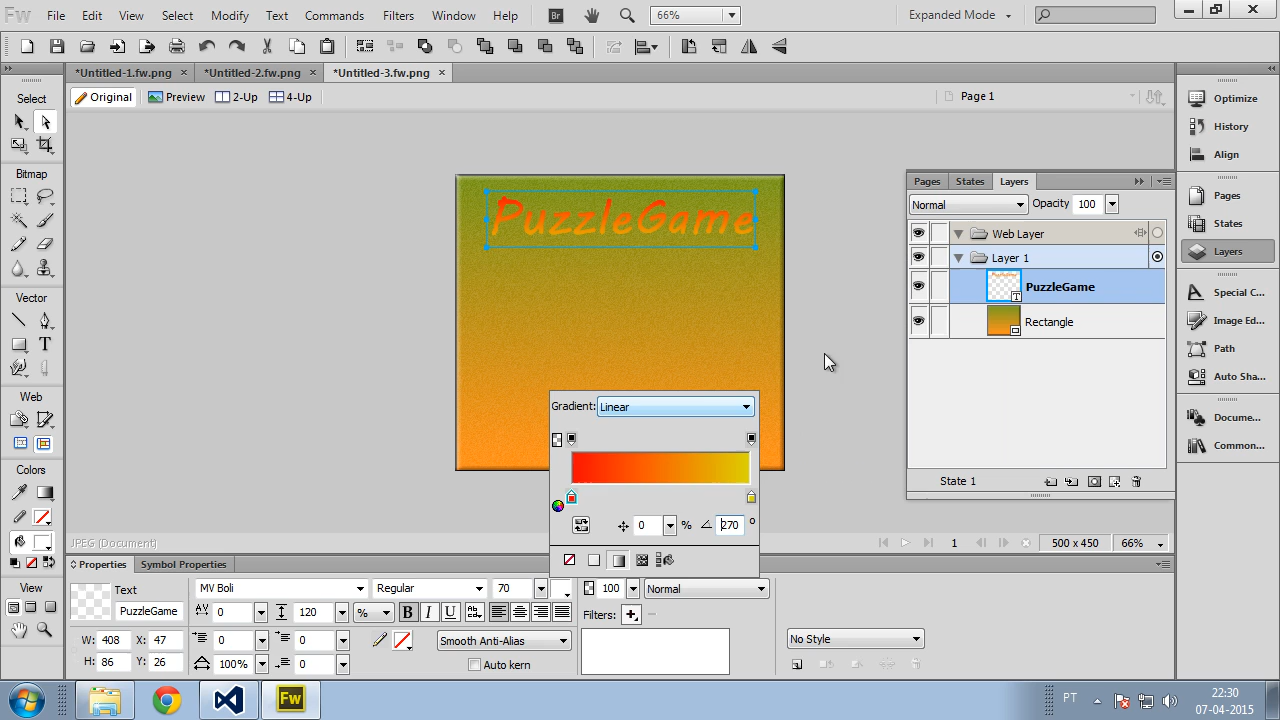 Fw File Edit View Select Modify Text Commands Filters Window Help Br 66% Expanded Mode
*Untitled-1.fw.png *Untitled-2.fw.png *Untitled-3.fw.png
Original Preview 2-Up 4-Up Page 1
Select
Bitmap
Vector
Web
Colors
View
PuzzleGame
Gradient: Linear
0 % 270 °
Pages States Layers
Normal Opacity 100
Web Layer
Layer 1
PuzzleGame
Rectangle
State 1
Optimize
History
Align
Pages
States
Layers
Special C...
Image Ed...
Path
Auto Sha...
Docume...
Common...
JPEG (Document) 1 500 x 450 66%
Properties Symbol Properties
Text MV Boli Regular 70 100 Normal
PuzzleGame 0 120 % B I U Filters:
W: 408 X: 47 0 0 Smooth Anti-Alias No Style
H: 86 Y: 26 100% 0 Auto kern
Fw PT 22:30
07-04-2015